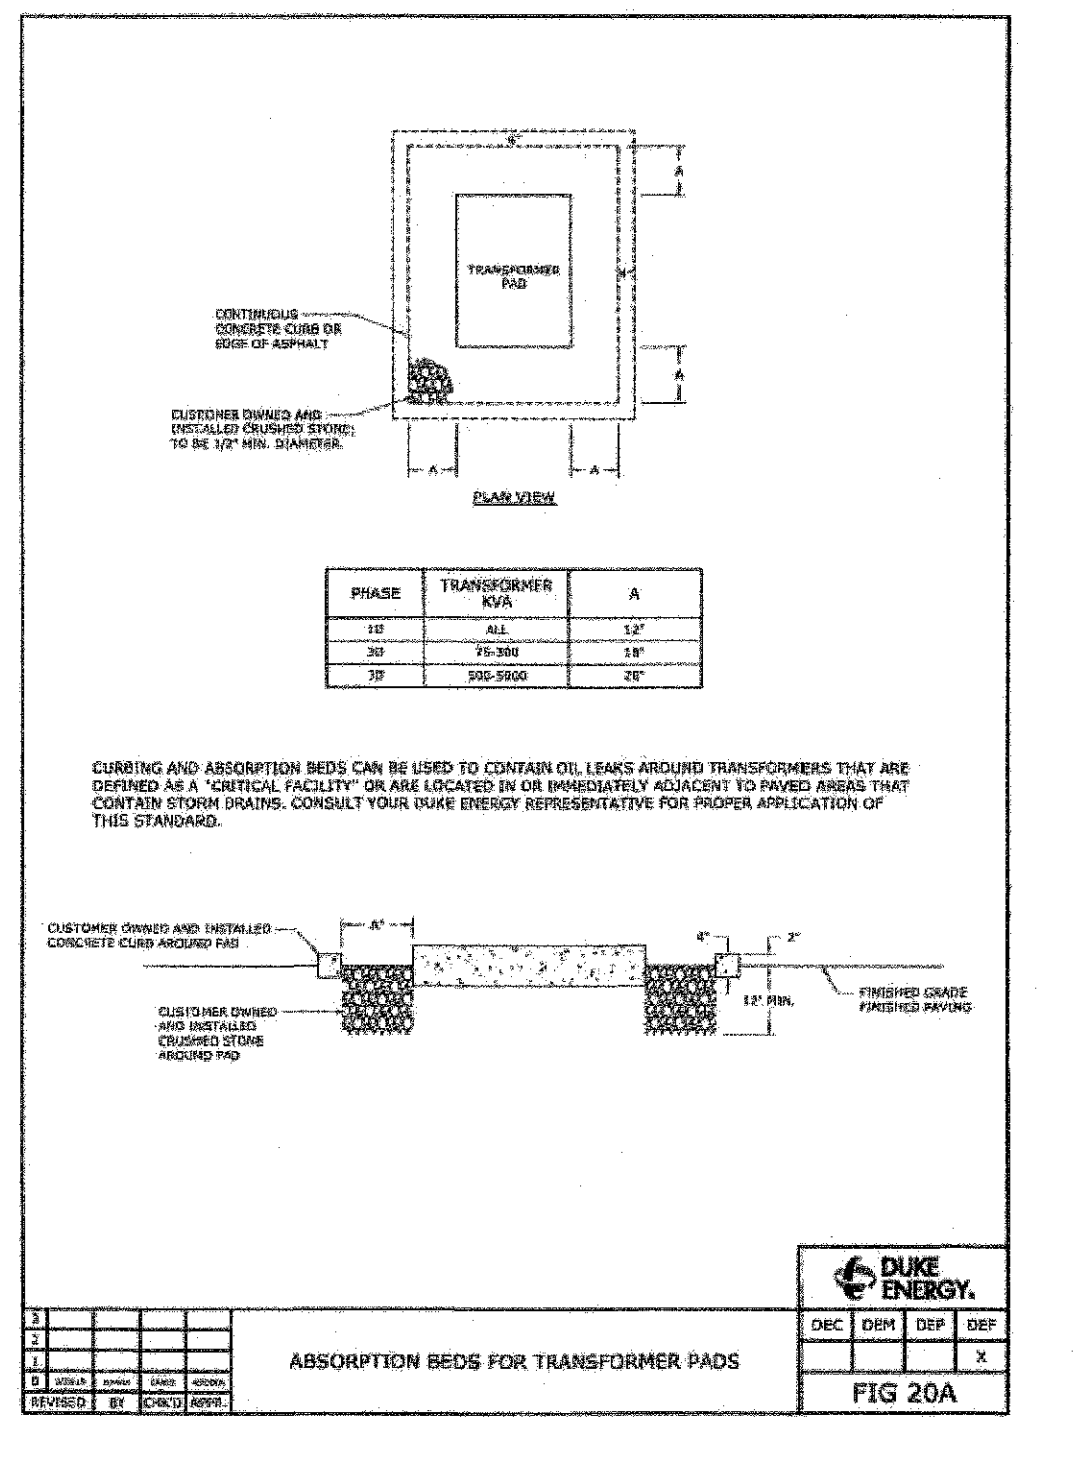 4"
A
TRANSFORMER
PAD
CONTINUOUS
CONCRETE CURB OR
EDGE OF ASPHALT
A
CUSTOMER OWNED AND
INSTALLED CRUSHED STONE;
TO BE 1/2" MIN. DIAMETER.
A
A
PLAN VIEW
PHASE
TRANSFORMER
KVA
A
1Ø
ALL
12"
3Ø
75-300
18"
3Ø
500-5000
CURBING AND ABSORPTION BEDS CAN BE USED TO CONTAIN OIL LEAKS AROUND TRANSFORMERS THAT ARE
DEFINED AS A "CRITICAL FACILITY" OR ARE LOCATED IN OR IMMEDIATELY ADJACENT TO PAVED AREAS THAT
CONTAIN STORM DRAINS. CONSULT YOUR DUKE ENERGY REPRESENTATIVE FOR PROPER APPLICATION OF
THIS STANDARD.
CUSTOMER OWNED AND INSTALLED
CONCRETE CURB AROUND PAD
4"
2"
12" MIN.
FINISHED GRADE
FINISHED PAVING
CUSTOMER OWNED
AND INSTALLED
CRUSHED STONE
AROUND PAD
DUKE
ENERGY.
3
2
1
0
REVISED
BY
CHK'D
APPR.
ABSORPTION BEDS FOR TRANSFORMER PADS
DEC
DEM
DEP
DEF
X
FIG 20A